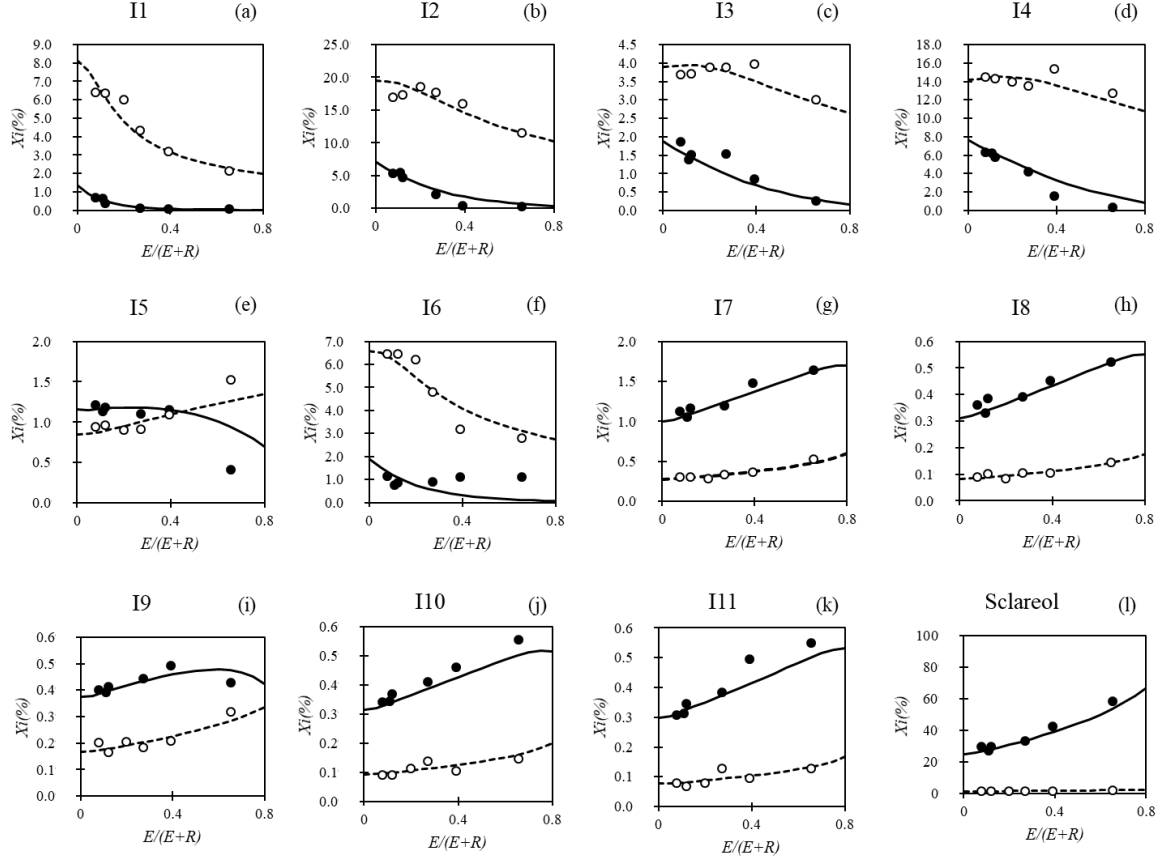 I1 (a)
Xi(%)
9.0
8.0
7.0
6.0
5.0
4.0
3.0
2.0
1.0
0.0
0 0.4 0.8
E/(E+R)
I2 (b)
Xi(%)
25.0
20.0
15.0
10.0
5.0
0.0
0 0.4 0.8
E/(E+R)
I3 (c)
Xi(%)
4.5
4.0
3.5
3.0
2.5
2.0
1.5
1.0
0.5
0.0
0 0.4 0.8
E/(E+R)
I4 (d)
Xi(%)
18.0
16.0
14.0
12.0
10.0
8.0
6.0
4.0
2.0
0.0
0 0.4 0.8
E/(E+R)
I5 (e)
Xi(%)
2.0
1.5
1.0
0.5
0.0
0 0.4 0.8
E/(E+R)
I6 (f)
Xi(%)
7.0
6.0
5.0
4.0
3.0
2.0
1.0
0.0
0 0.4 0.8
E/(E+R)
I7 (g)
Xi(%)
2.0
1.5
1.0
0.5
0.0
0 0.4 0.8
E/(E+R)
I8 (h)
Xi(%)
0.6
0.5
0.4
0.3
0.2
0.1
0.0
0 0.4 0.8
E/(E+R)
I9 (i)
Xi(%)
0.6
0.5
0.4
0.3
0.2
0.1
0.0
0 0.4 0.8
E/(E+R)
I10 (j)
Xi(%)
0.6
0.5
0.4
0.3
0.2
0.1
0.0
0 0.4 0.8
E/(E+R)
I11 (k)
Xi(%)
0.6
0.5
0.4
0.3
0.2
0.1
0.0
0 0.4 0.8
E/(E+R)
Sclareol (l)
Xi(%)
100
80
60
40
20
0
0 0.4 0.8
E/(E+R)